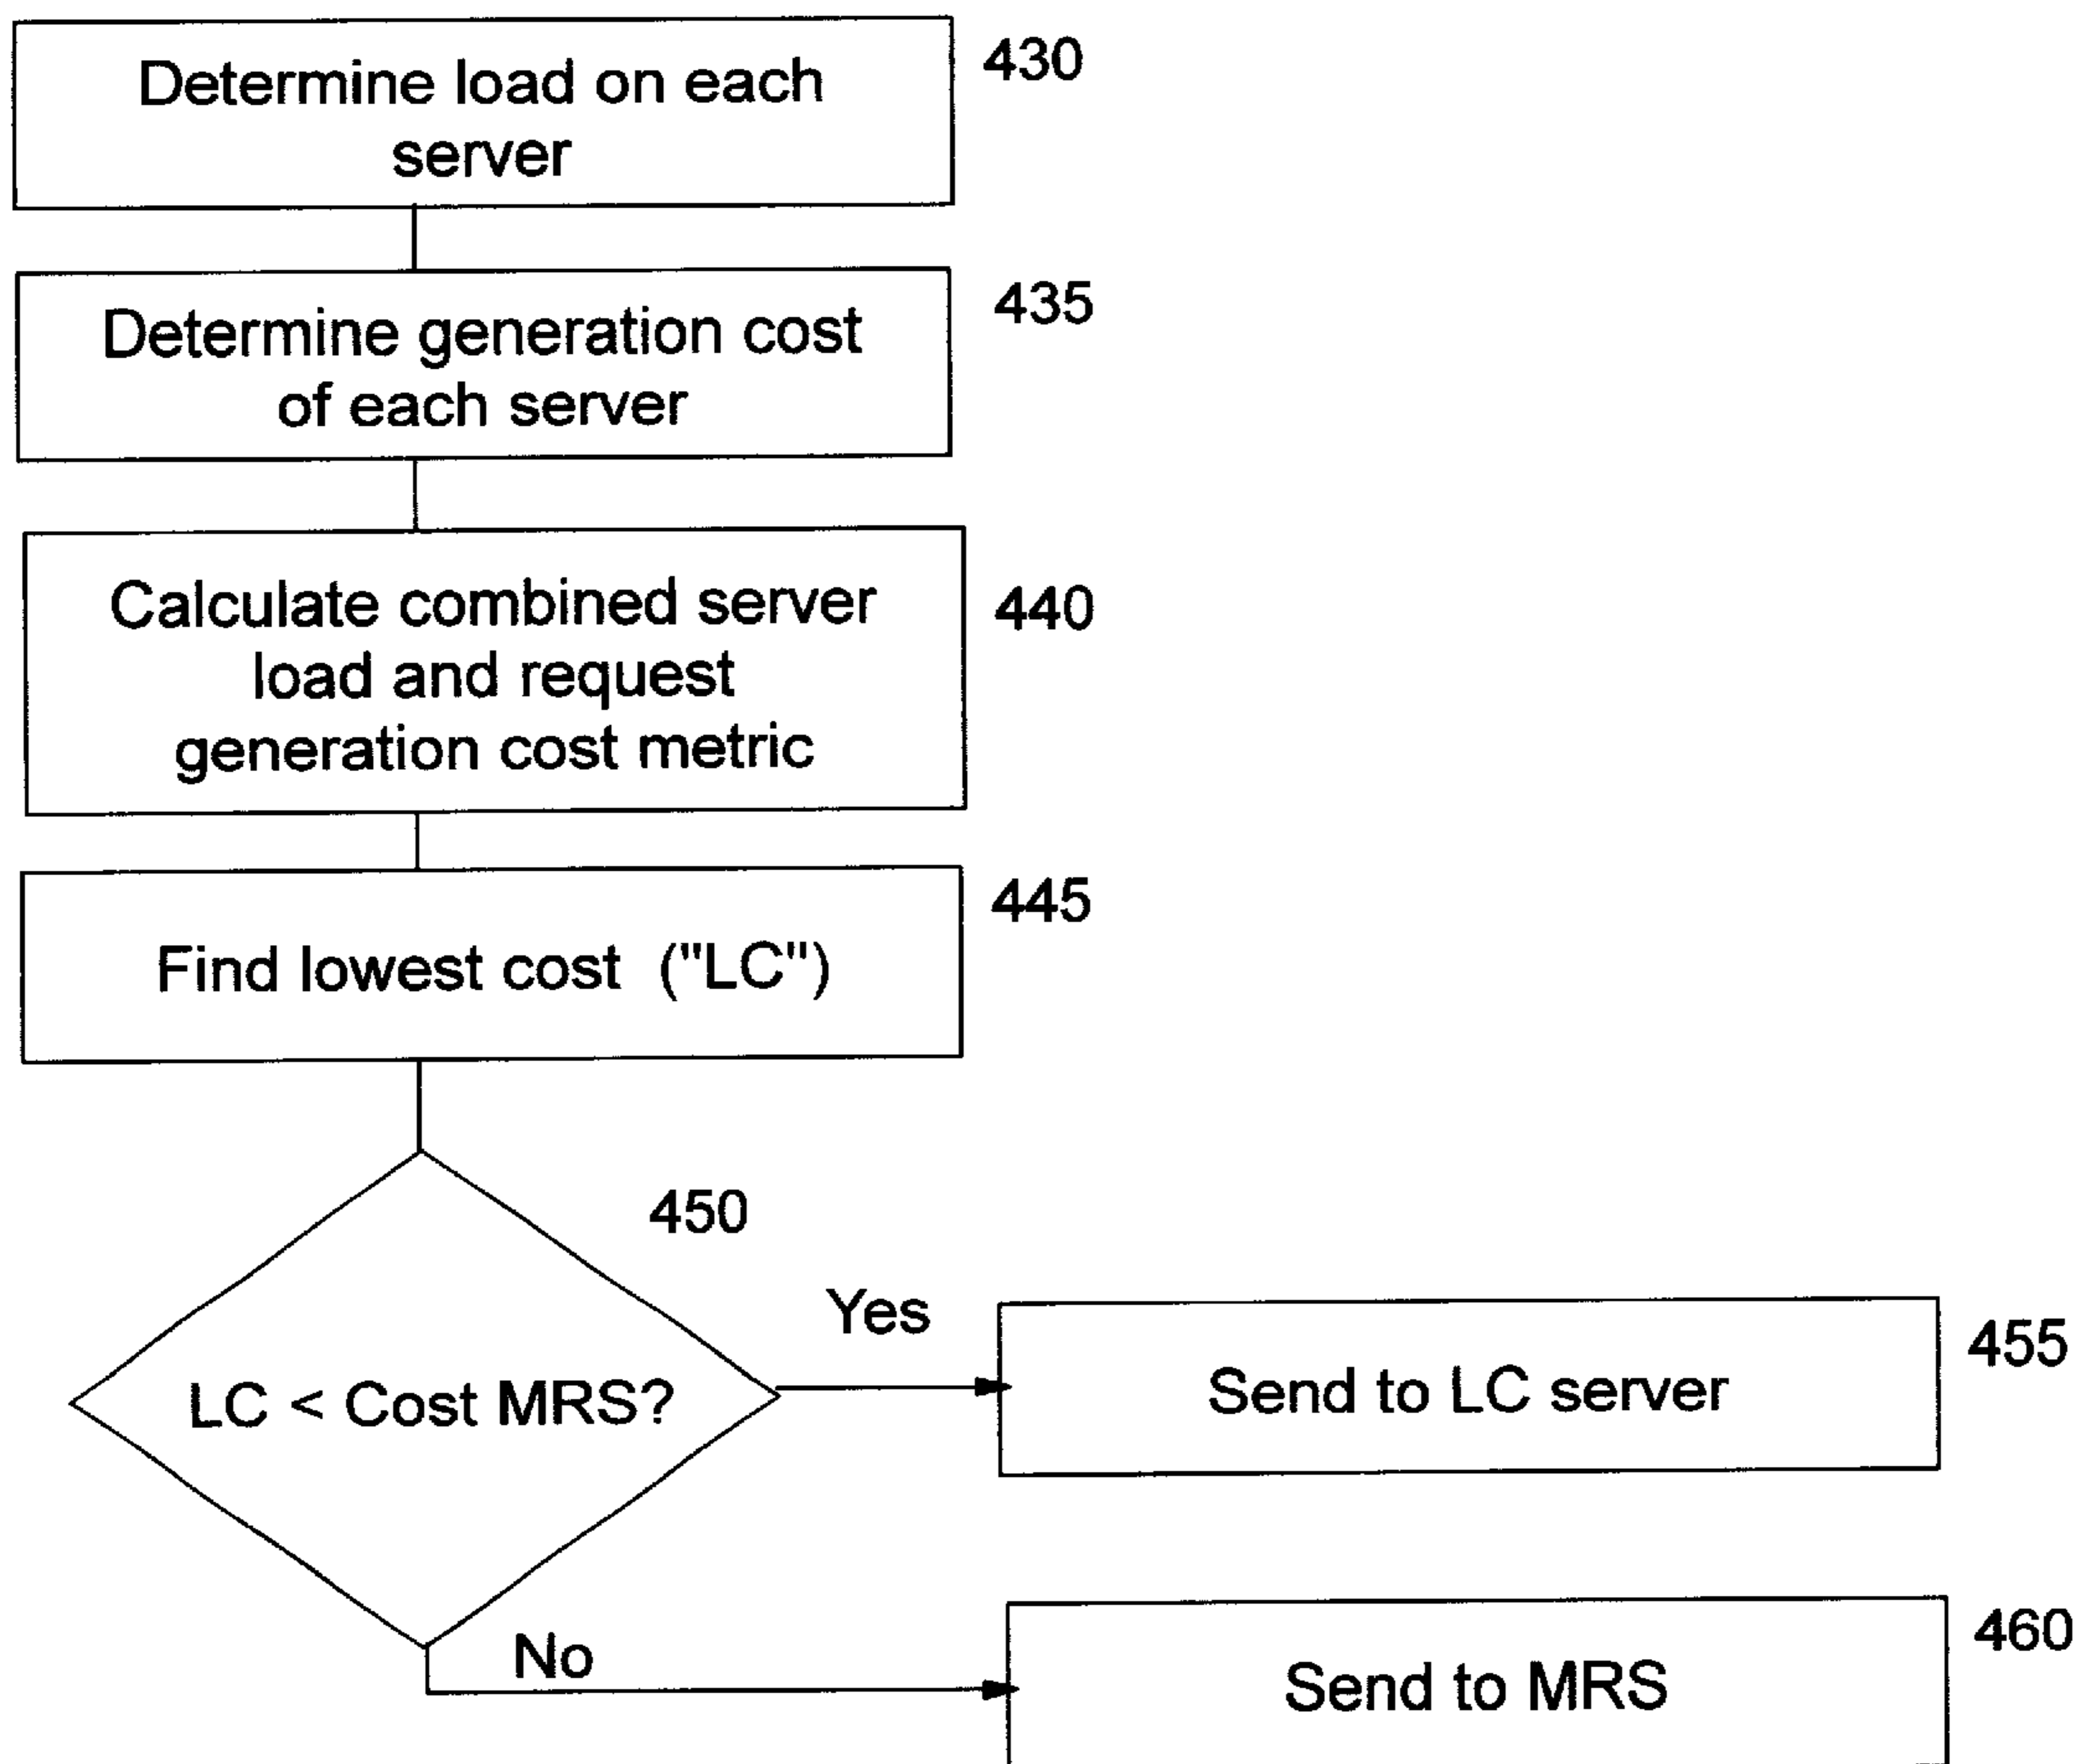 Determine load on each
server
430
Determine generation cost
of each server
435
Calculate combined server
load and request
generation cost metric
440
Find lowest cost ("LC")
445
450
LC < Cost MRS?
Yes
Send to LC server
455
No
Send to MRS
460